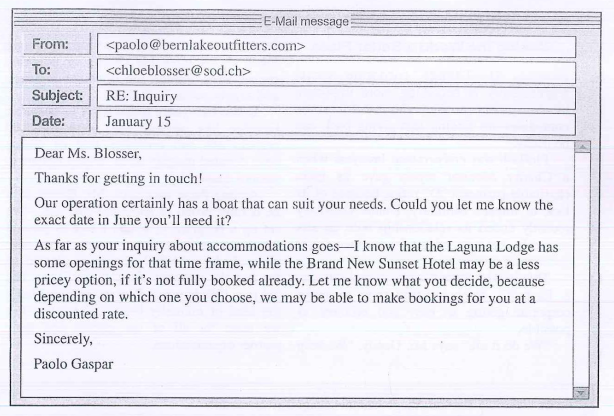 E-Mail message
From: <paolo@bernlakeoutfitters.com>
To: <chloeblosser@sod.ch>
Subject: RE: Inquiry
Date: January 15
Dear Ms. Blosser,
Thanks for getting in touch!
Our operation certainly has a boat that can suit your needs. Could you let me know the
exact date in June you'll need it?
As far as your inquiry about accommodations goes—I know that the Laguna Lodge has
some openings for that time frame, while the Brand New Sunset Hotel may be a less
pricey option, if it's not fully booked already. Let me know what you decide, because
depending on which one you choose, we may be able to make bookings for you at a
discounted rate.
Sincerely,
Paolo Gaspar